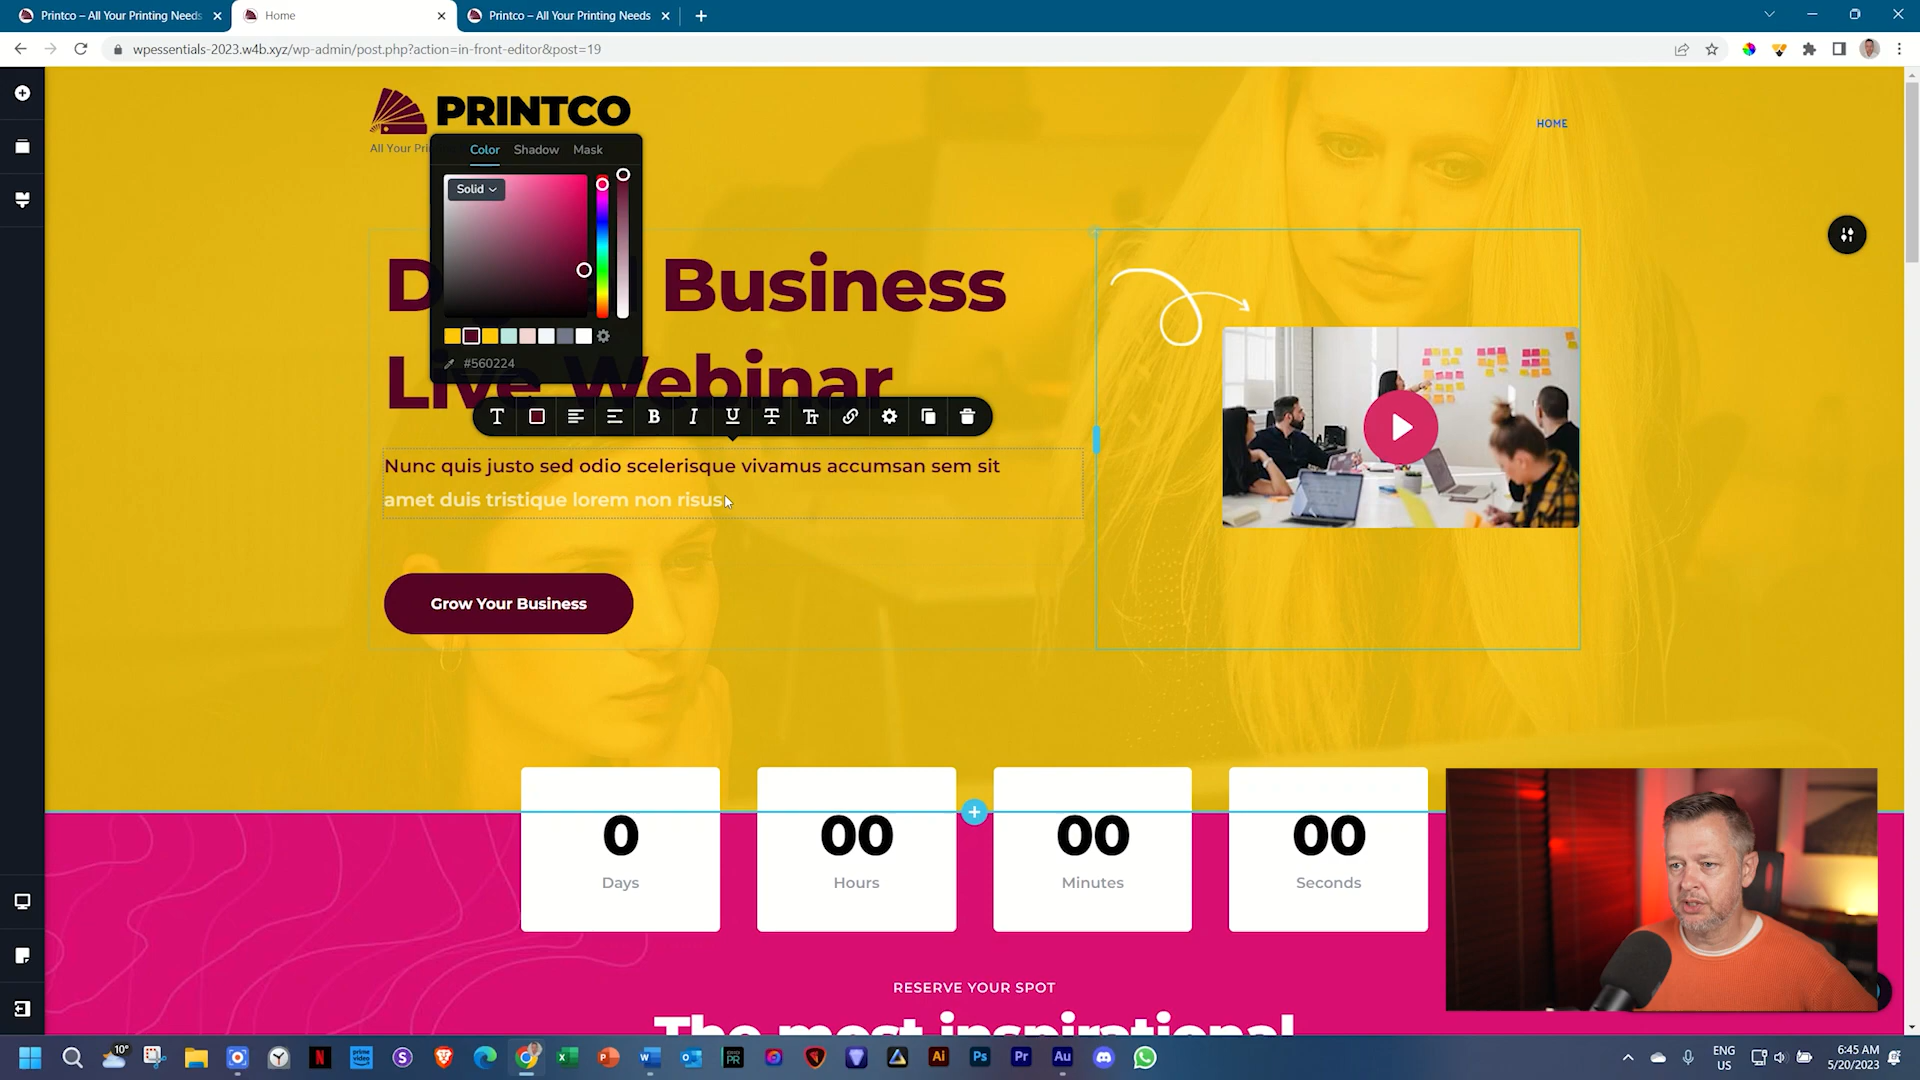 Printco – All Your Printing Needs
Home
Printco – All Your Printing Needs
wpessentials-2023.w4b.xyz/wp-admin/post.php?action=in-front-editor&post=19
PRINTCO
All Your Pri
HOME
Color Shadow Mask
Solid
#560224
Business
Live Webinar
Nunc quis justo sed odio scelerisque vivamus accumsan sem sit
amet duis tristique lorem non risus
Grow Your Business
0 00 00 00
Days Hours Minutes Seconds
RESERVE YOUR SPOT
The most inspirational
10°
ENG
US
6:45 AM
5/20/2023